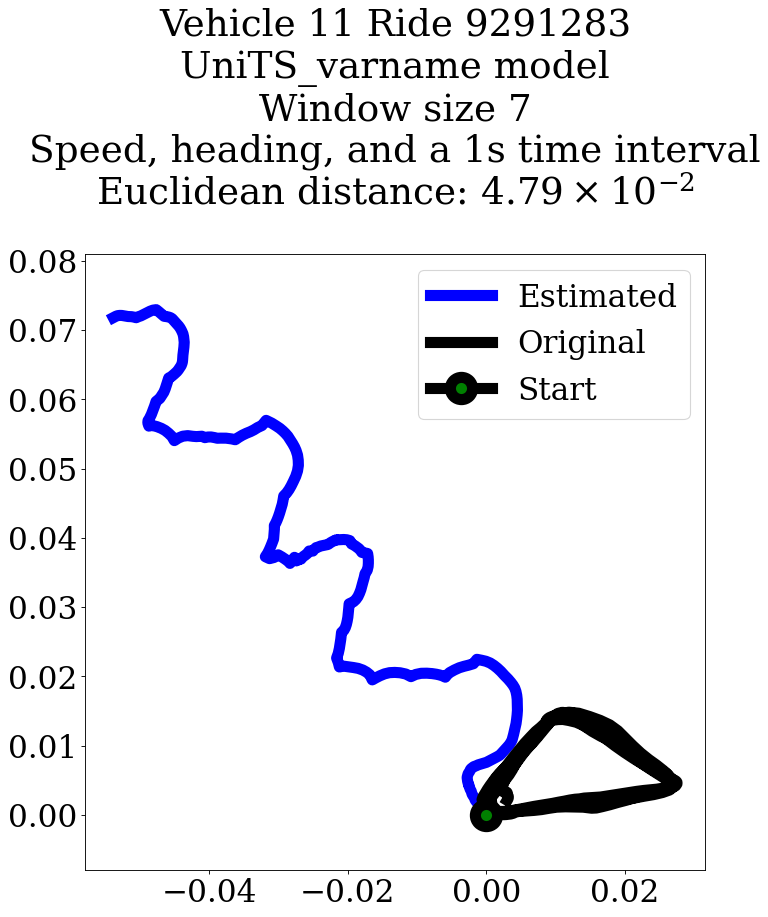 Vehicle 11 Ride 9291283
UniTS_varname model
Window size 7
Speed, heading, and a 1s time interval
Euclidean distance: 4.79 × 10⁻²
Estimated
Original
Start
0.08
0.07
0.06
0.05
0.04
0.03
0.02
0.01
0.00
−0.04 −0.02 0.00 0.02